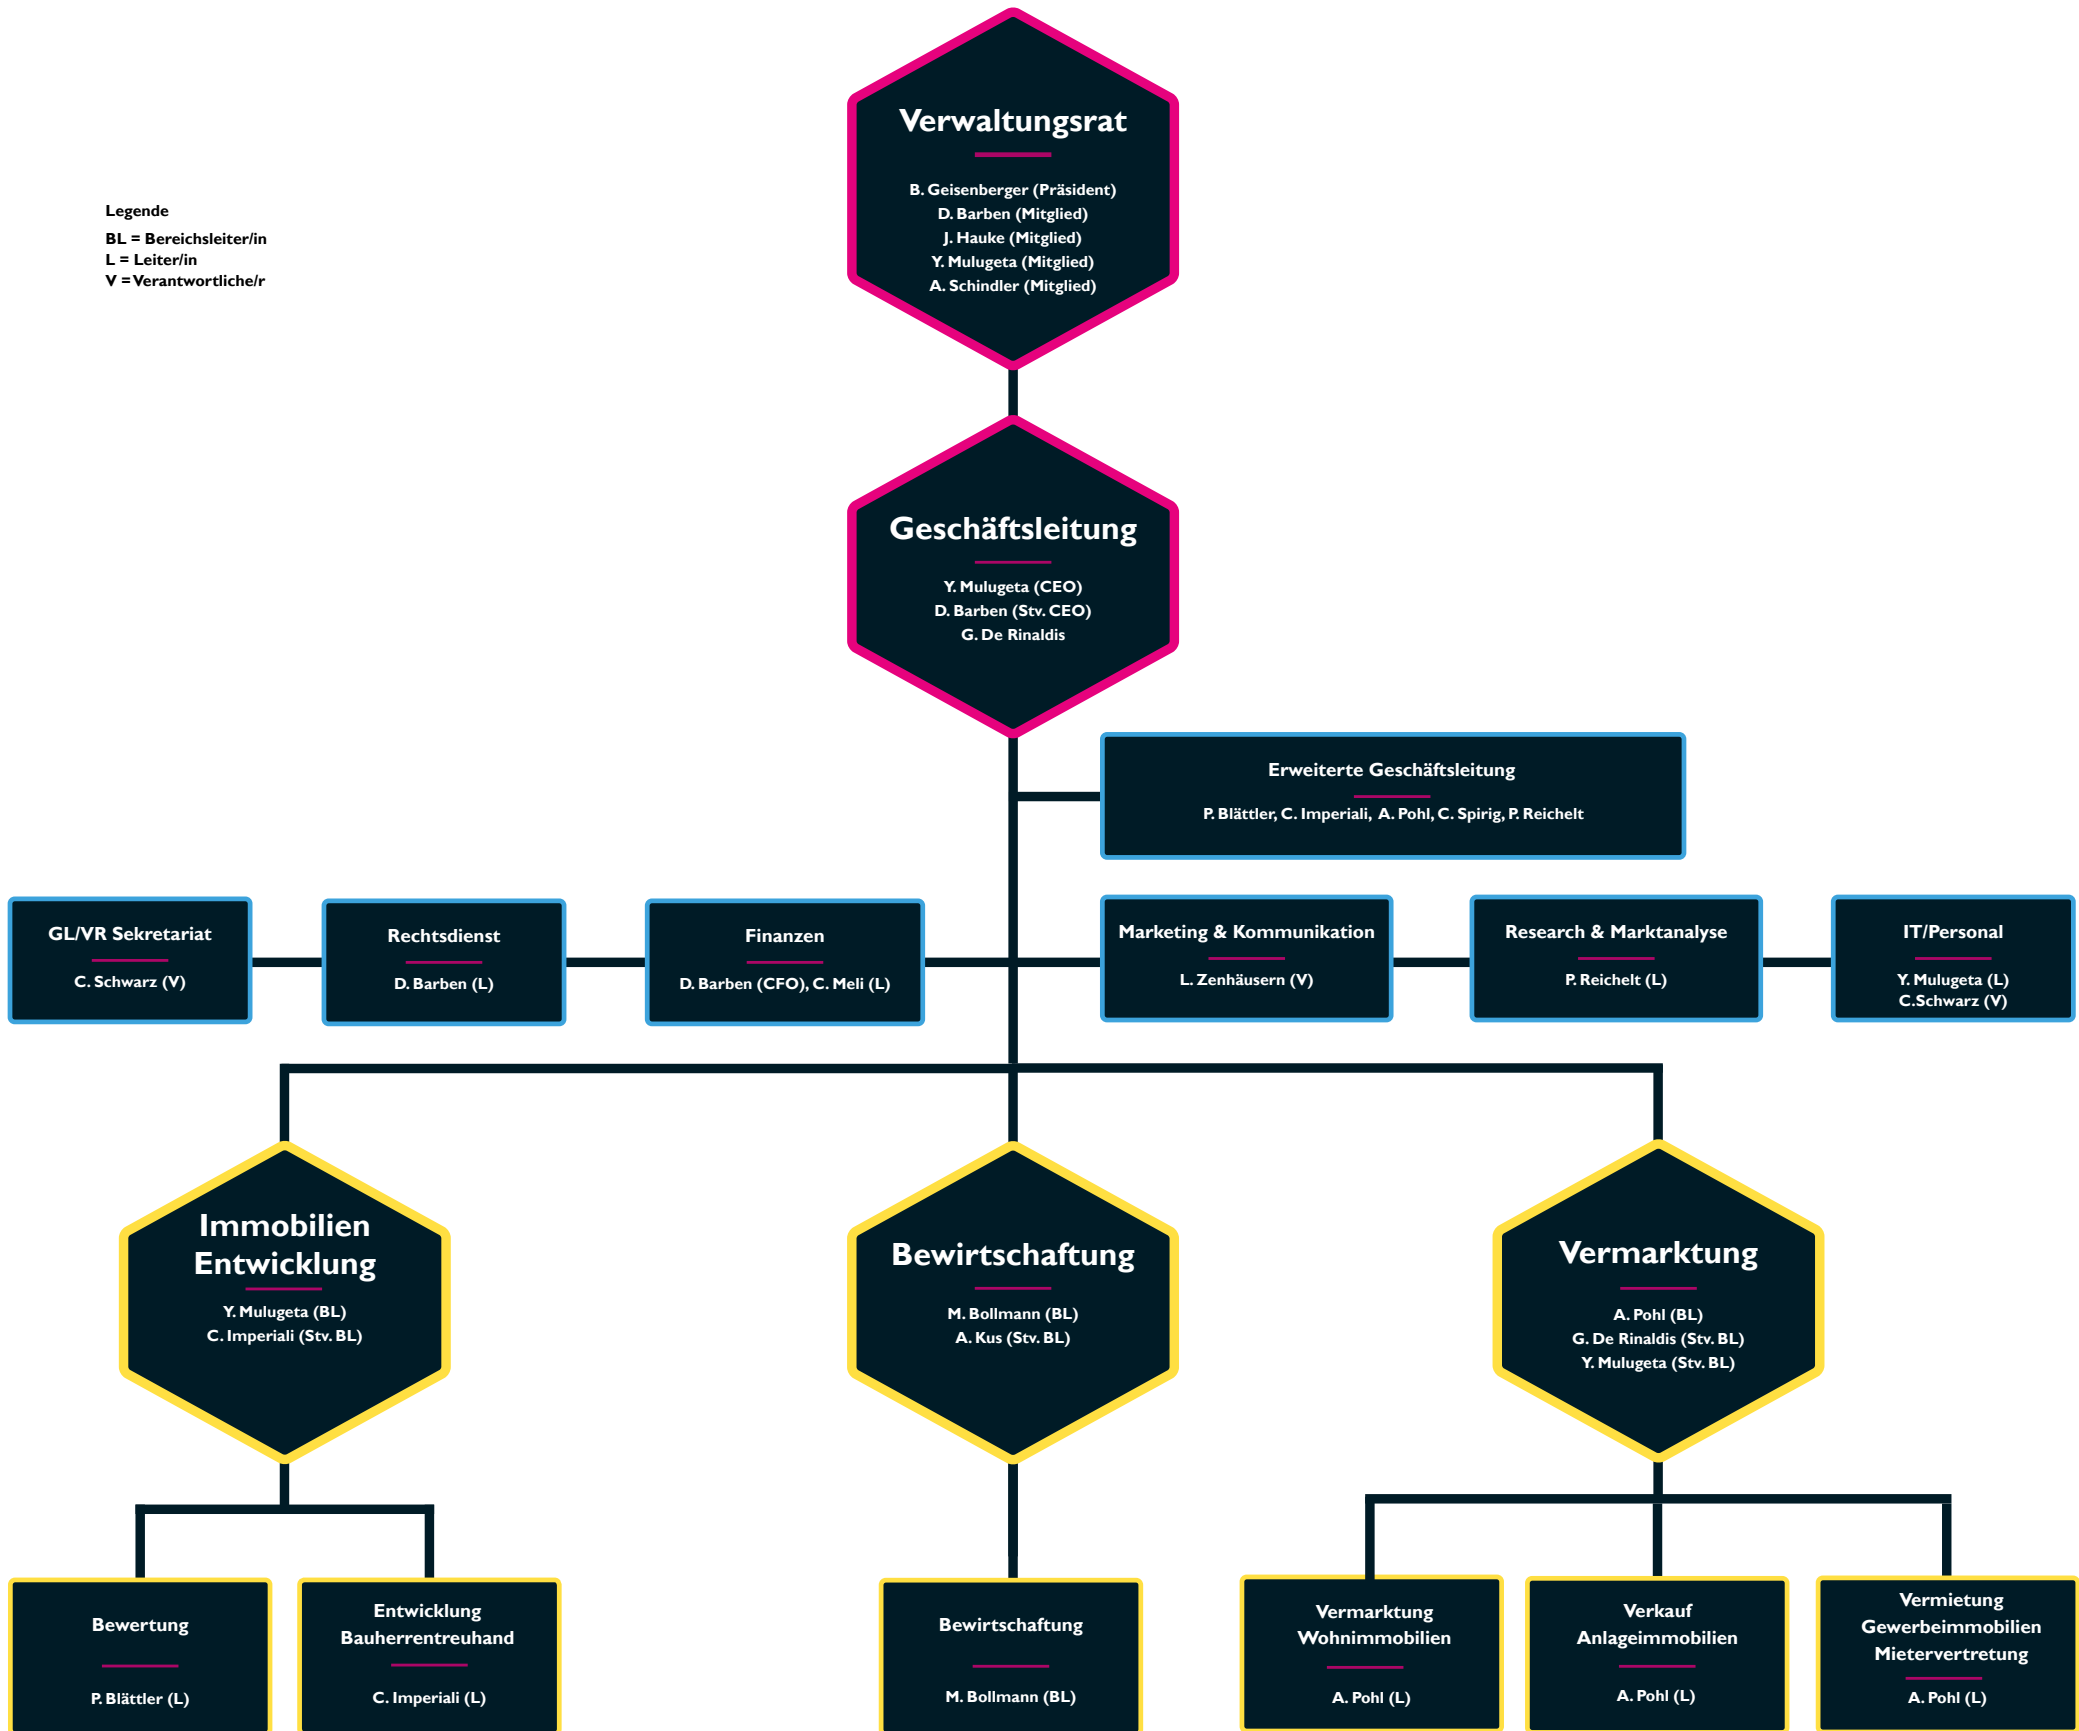 Verwaltungsrat
B. Geisenberger (Präsident)
D. Barben (Mitglied)
J. Hauke (Mitglied)
Y. Mulugeta (Mitglied)
A. Schindler (Mitglied)
Legende
BL = Bereichsleiter/in
L = Leiter/in
V = Verantwortliche/r
Geschäftsleitung
Y. Mulugeta (CEO)
D. Barben (Stv. CEO)
G. De Rinaldis
Erweiterte Geschäftsleitung
P. Blättler, C. Imperiali, A. Pohl, C. Spirig, P. Reichelt
GL/VR Sekretariat
C. Schwarz (V)
Rechtsdienst
D. Barben (L)
Finanzen
D. Barben (CFO), C. Meli (L)
Marketing & Kommunikation
L. Zenhäusern (V)
Research & Marktanalyse
P. Reichelt (L)
IT/Personal
Y. Mulugeta (L)
C.Schwarz (V)
Immobilien
Entwicklung
Y. Mulugeta (BL)
C. Imperiali (Stv. BL)
Bewirtschaftung
M. Bollmann (BL)
A. Kus (Stv. BL)
Vermarktung
A. Pohl (BL)
G. De Rinaldis (Stv. BL)
Y. Mulugeta (Stv. BL)
Bewertung
P. Blättler (L)
Entwicklung
Bauherrentreuhand
C. Imperiali (L)
Bewirtschaftung
M. Bollmann (BL)
Vermarktung
Wohnimmobilien
A. Pohl (L)
Verkauf
Anlageimmobilien
A. Pohl (L)
Vermietung
Gewerbeimmobilien
Mietervertretung
A. Pohl (L)